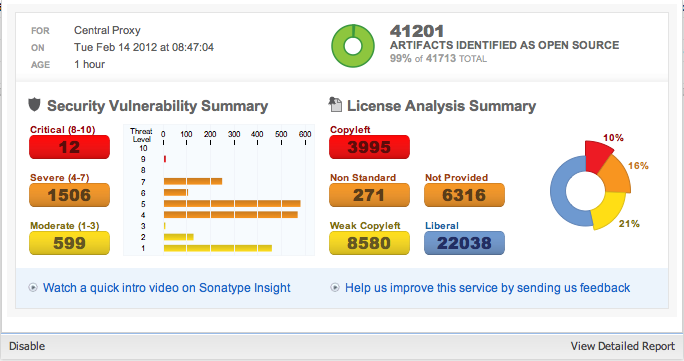 FOR Central Proxy
ON Tue Feb 14 2012 at 08:47:04
AGE 1 hour
41201
ARTIFACTS IDENTIFIED AS OPEN SOURCE
99% of 41713 TOTAL
Security Vulnerability Summary
Critical (8-10)
12
Severe (4-7)
1506
Moderate (1-3)
599
Threat Level 0 100 200 300 400 500 600
10
9
8
7
6
5
4
3
2
1
License Analysis Summary
Copyleft
3995
Non Standard Not Provided
271 6316
Weak Copyleft Liberal
8580 22038
10%
16%
21%
Watch a quick intro video on Sonatype Insight
Help us improve this service by sending us feedback
Disable View Detailed Report